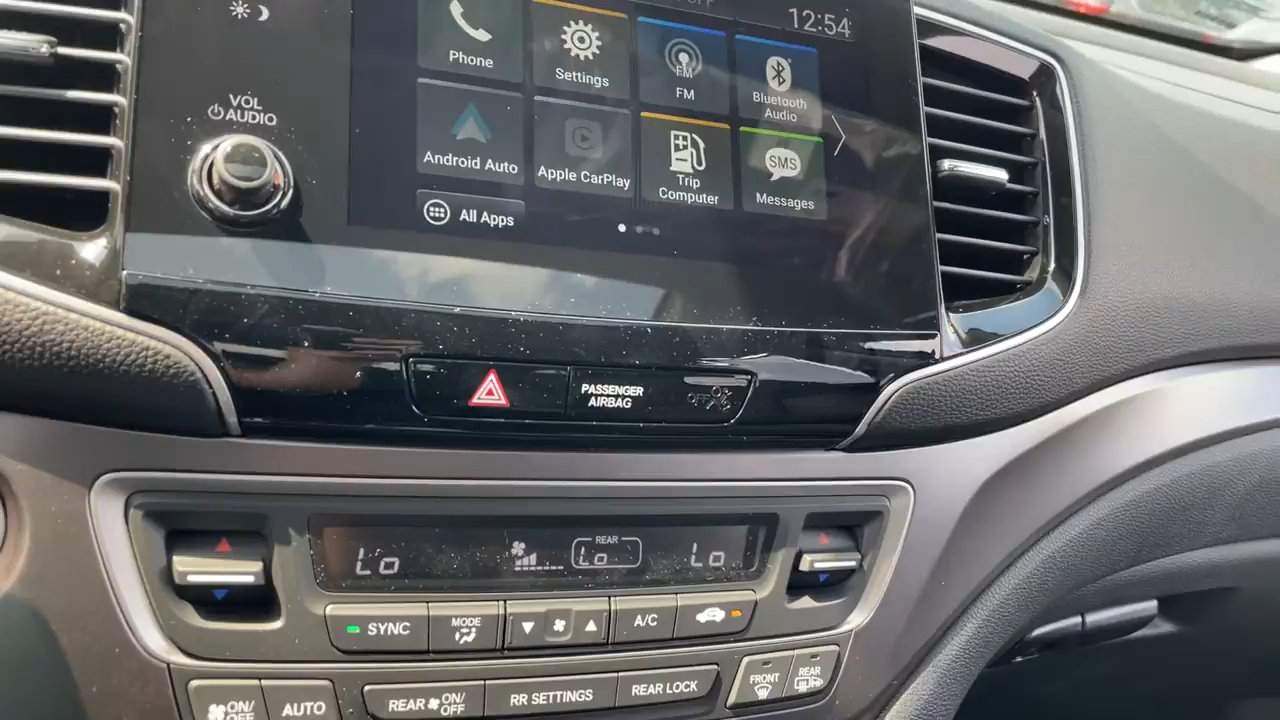 12:54
Phone
Settings
FM
FM
Bluetooth
Audio
VOL
AUDIO
Android Auto
Apple CarPlay
Trip
Computer
SMS
Messages
All Apps
PASSENGER
AIRBAG
OFF
Lo
REAR
Lo
Lo
SYNC
MODE
A/C
ON/
OFF
AUTO
REAR ON/
OFF
RR SETTINGS
REAR LOCK
FRONT
REAR